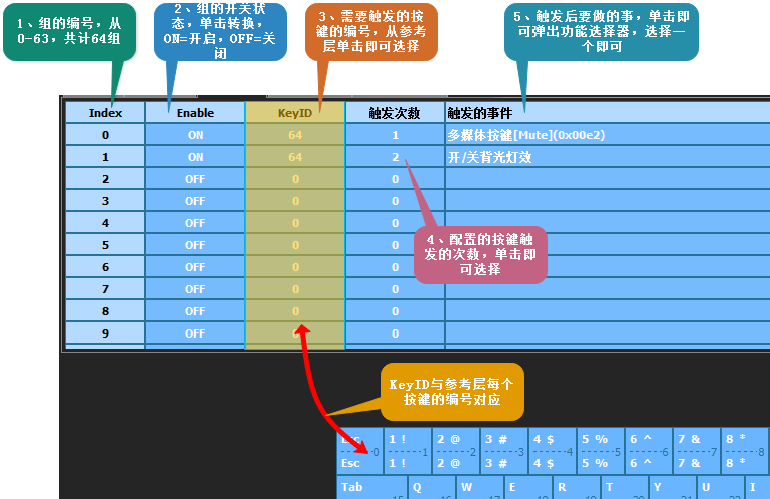 1、组的编号，从
0-63，共计64组
2、组的开关状
态，单击转换，
ON=开启，OFF=关
闭
3、需要触发的按
键的编号，从参考
层单击即可选择
5、触发后要做的事，单击即
可弹出功能选择器，选择一
个即可
Index Enable KeyID 触发次数 触发的事件
0 ON 64 1 多媒体按键[Mute](0x00e2)
1 ON 64 2 开/关背光灯效
2 OFF 0 0
3 OFF 0 0
4 OFF 0 0
5 OFF 0 0
6 OFF 0 0
7 OFF 0 0
8 OFF 0 0
9 OFF 0 0
4、配置的按键触
发的次数，单击即
可选择
KeyID与参考层每个
按键的编号对应
Esc 1 ! 2 @ 3 # 4 $ 5 % 6 ^ 7 & 8 *
0 1 2 3 4 5 6 7 8
Esc 1 ! 2 @ 3 # 4 $ 5 % 6 ^ 7 & 8 *
Tab Q W E R T Y U I